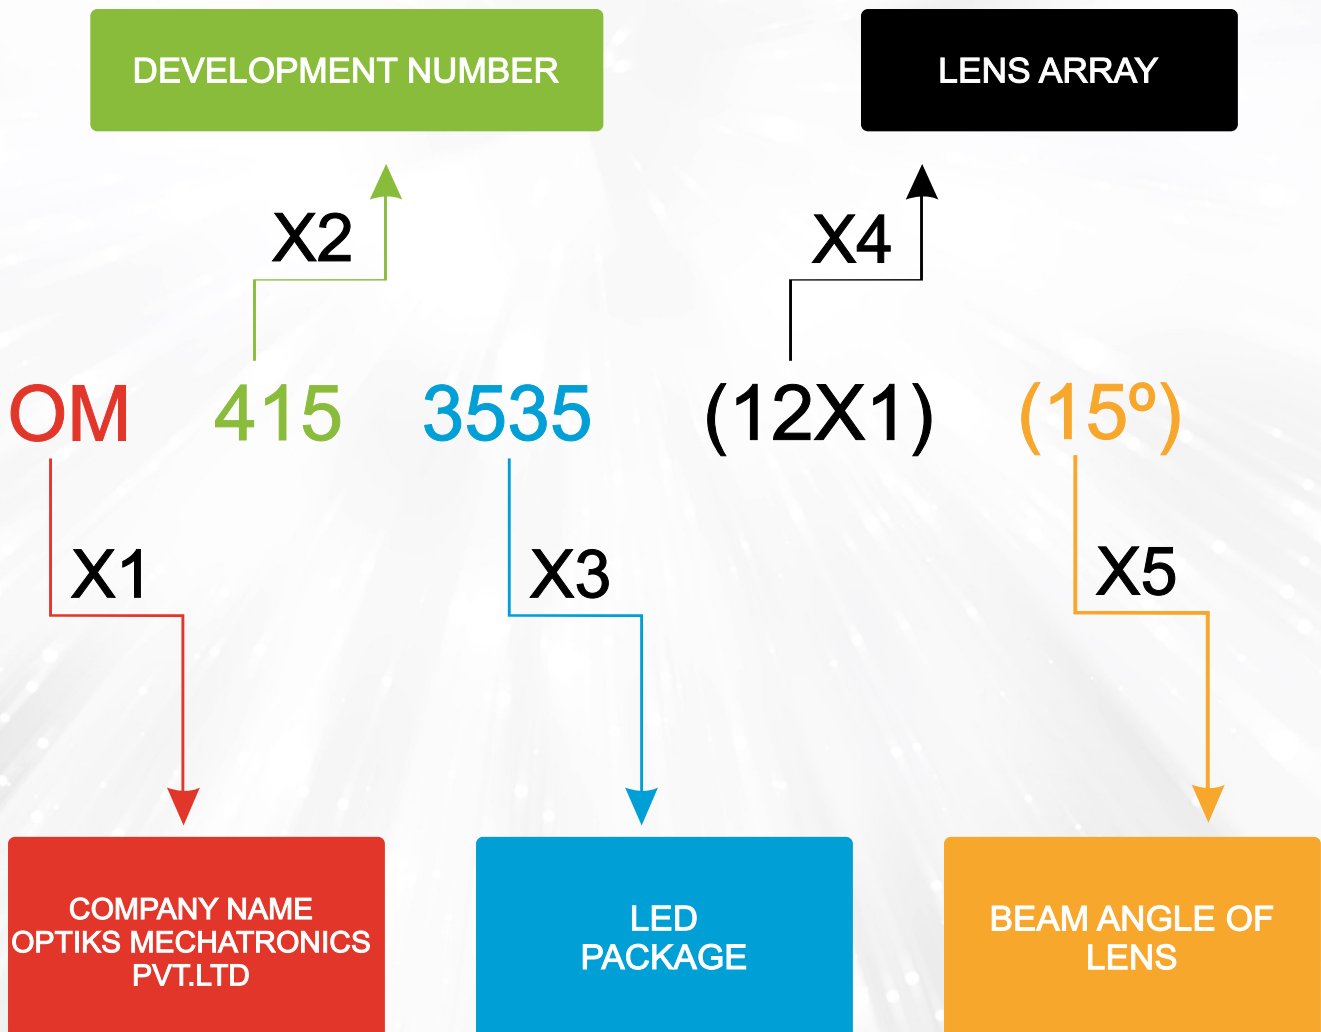 DEVELOPMENT NUMBER
LENS ARRAY
X2
X4
OM 415 3535 (12X1) (15º)
X1
X3
X5
COMPANY NAME
OPTIKS MECHATRONICS
PVT.LTD
LED
PACKAGE
BEAM ANGLE OF
LENS